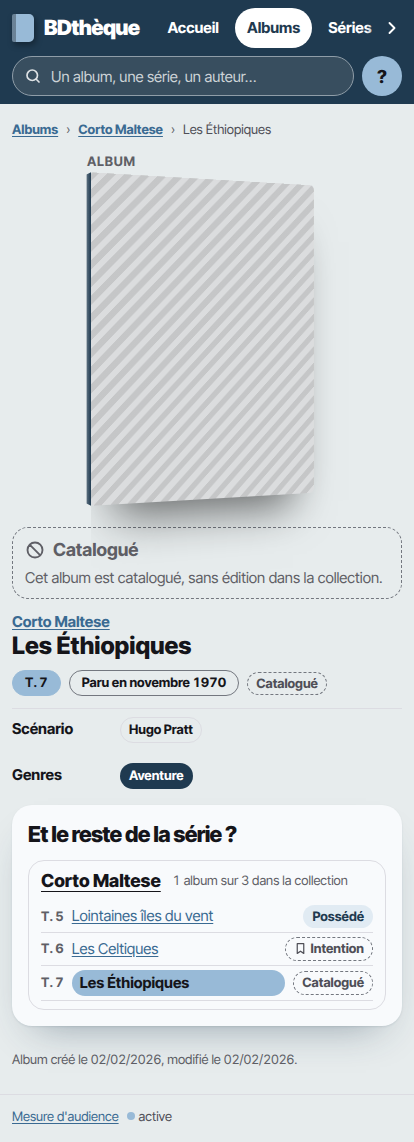 BDthèque Accueil Albums Séries
Un album, une série, un auteur... ?
Albums › Corto Maltese › Les Éthiopiques
ALBUM
Catalogué
Cet album est catalogué, sans édition dans la collection.
Corto Maltese
Les Éthiopiques
T. 7 Paru en novembre 1970 Catalogué
Scénario Hugo Pratt
Genres Aventure
Et le reste de la série ?
Corto Maltese 1 album sur 3 dans la collection
T. 5 Lointaines îles du vent Possédé
T. 6 Les Celtiques Intention
T. 7 Les Éthiopiques Catalogué
Album créé le 02/02/2026, modifié le 02/02/2026.
Mesure d'audience active